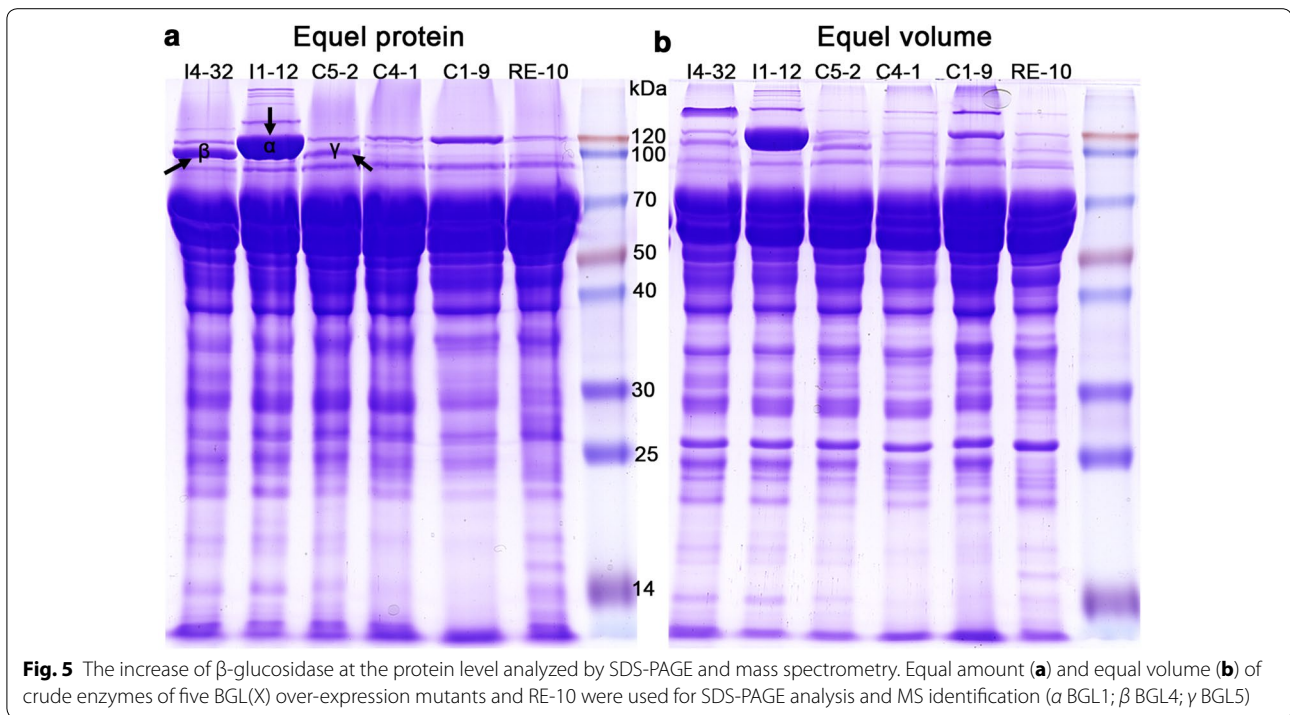 a Equel protein
b Equel volume
I4-32 I1-12 C5-2 C4-1 C1-9 RE-10
I4-32 I1-12 C5-2 C4-1 C1-9 RE-10
kDa
120
100
70
50
40
30
25
14
β α γ
Fig. 5 The increase of β-glucosidase at the protein level analyzed by SDS-PAGE and mass spectrometry. Equal amount (a) and equal volume (b) of
crude enzymes of five BGL(X) over-expression mutants and RE-10 were used for SDS-PAGE analysis and MS identification (α BGL1; β BGL4; γ BGL5)